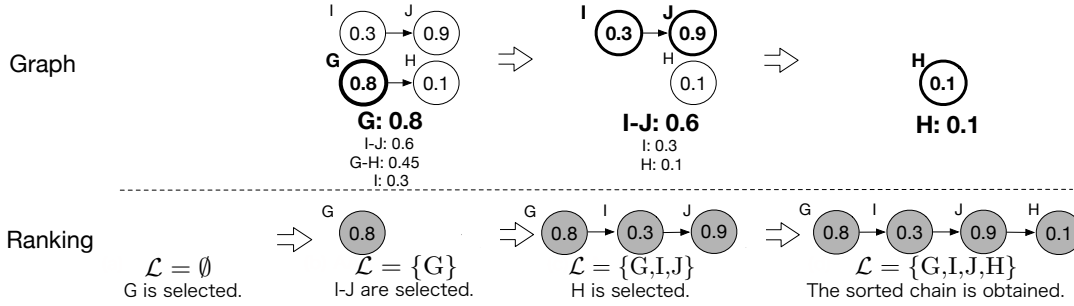 I J I J
0.3 0.9 0.3 0.9
Graph G H H H
0.8 0.1 0.1 0.1
G: 0.8 I-J: 0.6 H: 0.1
I-J: 0.6 I: 0.3
G-H: 0.45 H: 0.1
I: 0.3
G G I J G I J H
Ranking 0.8 0.8 0.3 0.9 0.8 0.3 0.9 0.1
ℒ = ∅ ℒ = {G} ℒ = {G,I,J} ℒ = {G,I,J,H}
G is selected. I-J are selected. H is selected. The sorted chain is obtained.